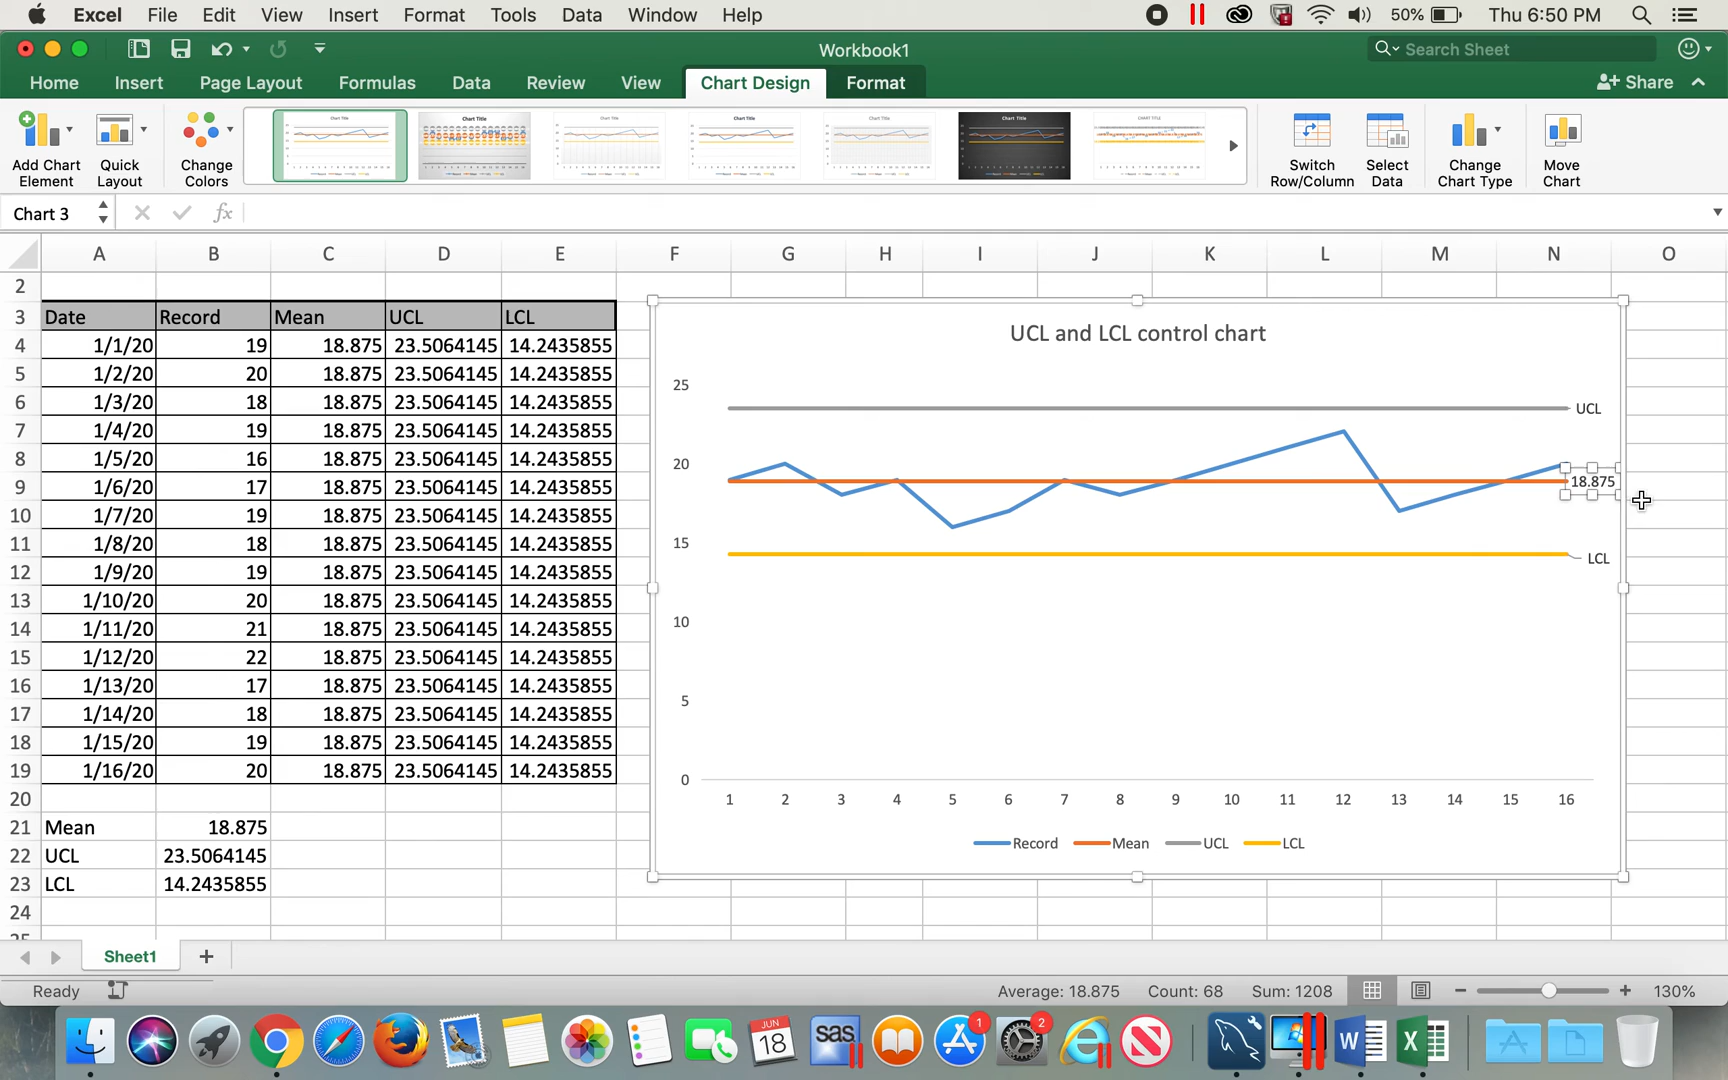 Excel File Edit View Insert Format Tools Data Window Help 50% Thu 6:50 PM
Workbook1
Search Sheet
Home Insert Page Layout Formulas Data Review View Chart Design Format Share
Add Chart Element
Quick Layout
Change Colors
Switch Row/Column
Select Data
Change Chart Type
Move Chart
Chart 3 fx
A B C D E F G H I J K L M N O
2
3 Date Record Mean UCL LCL
4 1/1/20 19 18.875 23.5064145 14.2435855
5 1/2/20 20 18.875 23.5064145 14.2435855
6 1/3/20 18 18.875 23.5064145 14.2435855
7 1/4/20 19 18.875 23.5064145 14.2435855
8 1/5/20 16 18.875 23.5064145 14.2435855
9 1/6/20 17 18.875 23.5064145 14.2435855
10 1/7/20 19 18.875 23.5064145 14.2435855
11 1/8/20 18 18.875 23.5064145 14.2435855
12 1/9/20 19 18.875 23.5064145 14.2435855
13 1/10/20 20 18.875 23.5064145 14.2435855
14 1/11/20 21 18.875 23.5064145 14.2435855
15 1/12/20 22 18.875 23.5064145 14.2435855
16 1/13/20 17 18.875 23.5064145 14.2435855
17 1/14/20 18 18.875 23.5064145 14.2435855
18 1/15/20 19 18.875 23.5064145 14.2435855
19 1/16/20 20 18.875 23.5064145 14.2435855
20
21 Mean 18.875
22 UCL 23.5064145
23 LCL 14.2435855
24
25
UCL and LCL control chart
25
UCL
20
18.875
15
LCL
10
5
0
1 2 3 4 5 6 7 8 9 10 11 12 13 14 15 16
Record Mean UCL LCL
Sheet1 +
Ready Average: 18.875 Count: 68 Sum: 1208 130%
JUN
18
sas
1
2